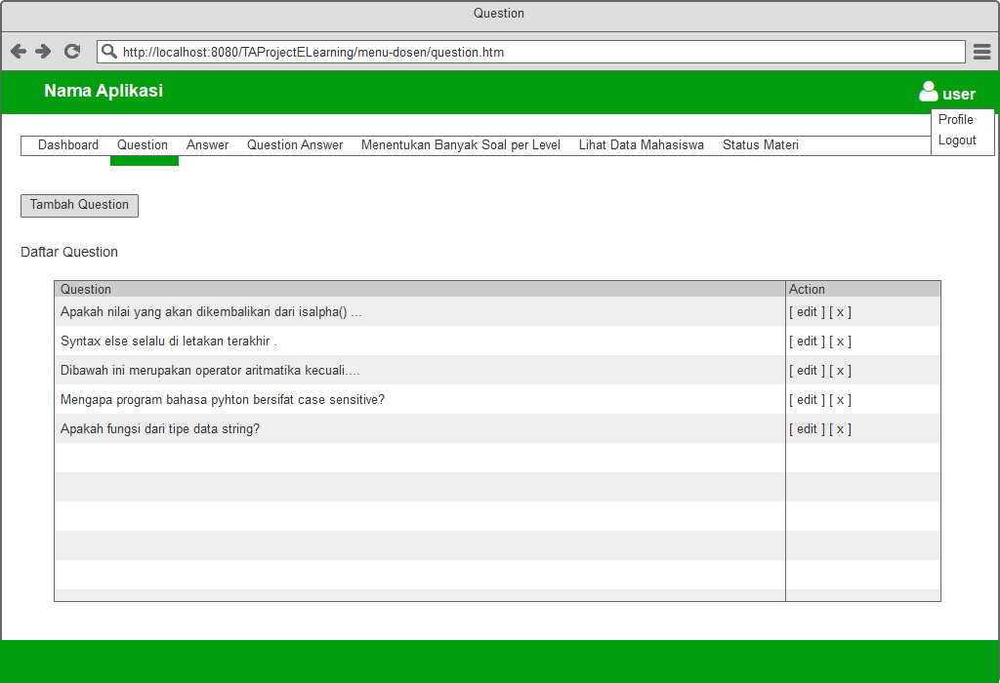 Question
http://localhost:8080/TAProjectELearning/menu-dosen/question.htm
Nama Aplikasi
user
Profile
Logout
Dashboard Question Answer Question Answer Menentukan Banyak Soal per Level Lihat Data Mahasiswa Status Materi
Tambah Question
Daftar Question
Question Action
Apakah nilai yang akan dikembalikan dari isalpha() ... [ edit ] [ x ]
Syntax else selalu di letakan terakhir . [ edit ] [ x ]
Dibawah ini merupakan operator aritmatika kecuali.... [ edit ] [ x ]
Mengapa program bahasa pyhton bersifat case sensitive? [ edit ] [ x ]
Apakah fungsi dari tipe data string? [ edit ] [ x ]